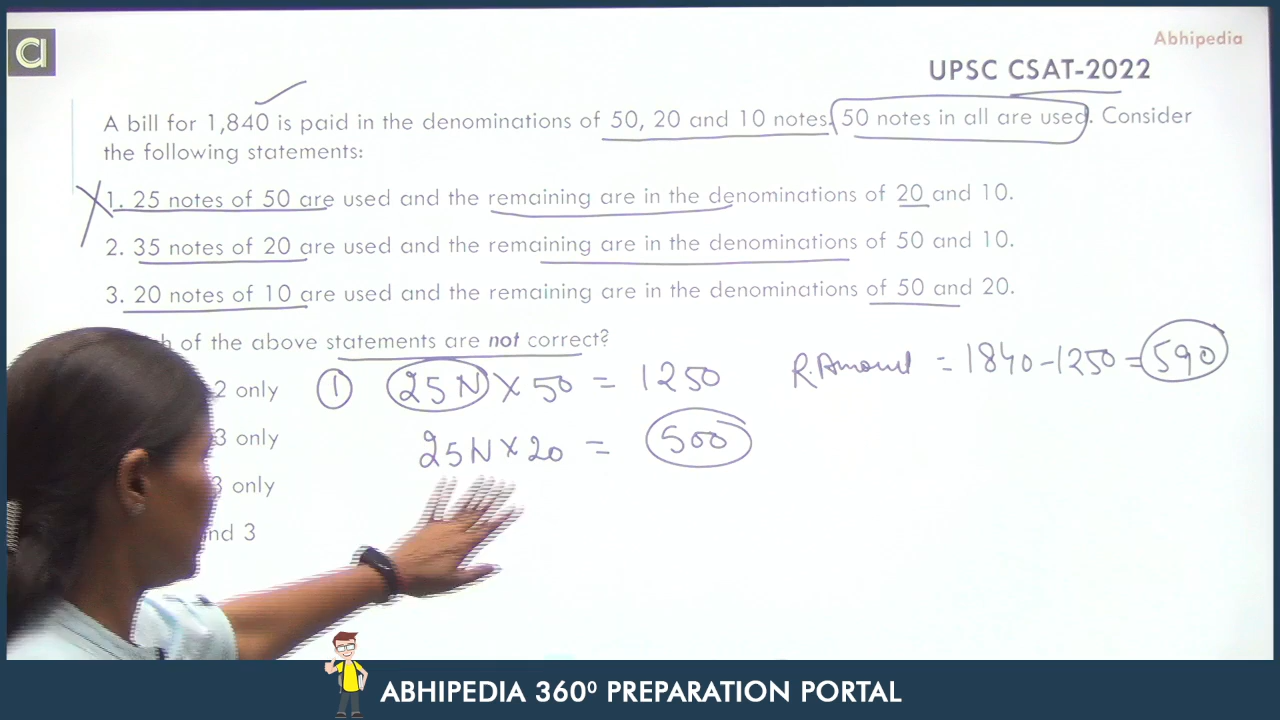 Abhipedia
UPSC CSAT-2022
A bill for 1,840 is paid in the denominations of 50, 20 and 10 notes. 50 notes in all are used. Consider
the following statements:
1. 25 notes of 50 are used and the remaining are in the denominations of 20 and 10.
2. 35 notes of 20 are used and the remaining are in the denominations of 50 and 10.
3. 20 notes of 10 are used and the remaining are in the denominations of 50 and 20.
of the above statements are not correct?
R.Amount = 1840-1250=590
2 only
① 25N × 50 = 1250
3 only
25N × 20 = 500
3 only
and 3
ABHIPEDIA 360⁰ PREPARATION PORTAL